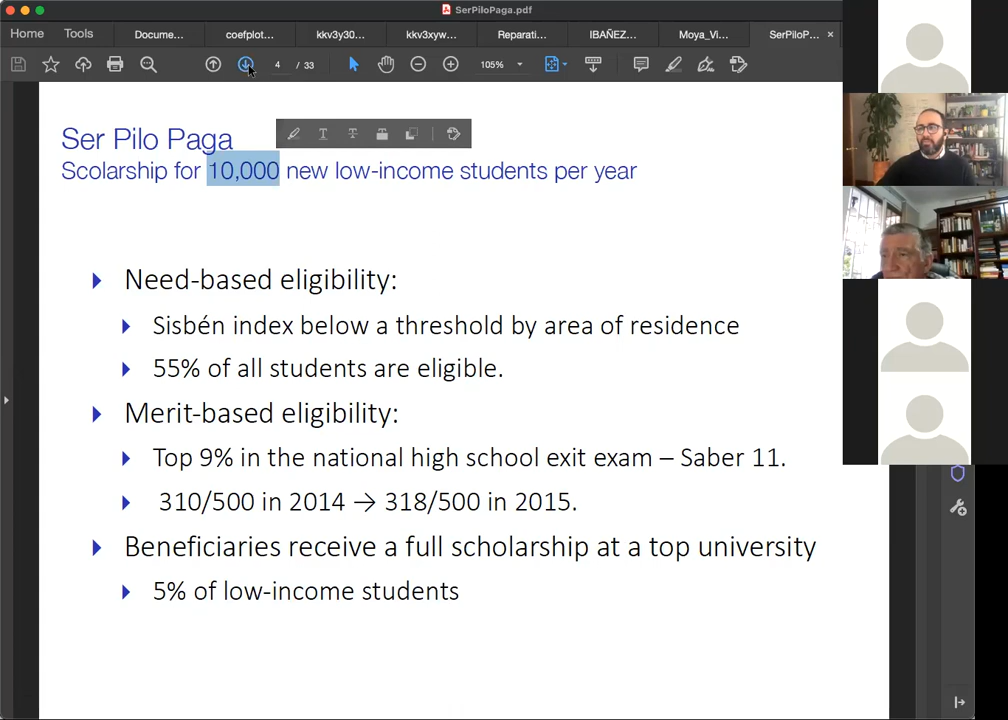 SerPiloPaga.pdf
Home Tools Docume... coefplot... kkv3y30... kkv3xyw... Reparati... IBAÑEZ... Moya_Vi... SerPiloP... ×
4 / 33 105%
Ser Pilo Paga
Scolarship for 10,000 new low-income students per year
Need-based eligibility:
Sisbén index below a threshold by area of residence
55% of all students are eligible.
Merit-based eligibility:
Top 9% in the national high school exit exam – Saber 11.
310/500 in 2014 → 318/500 in 2015.
Beneficiaries receive a full scholarship at a top university
5% of low-income students